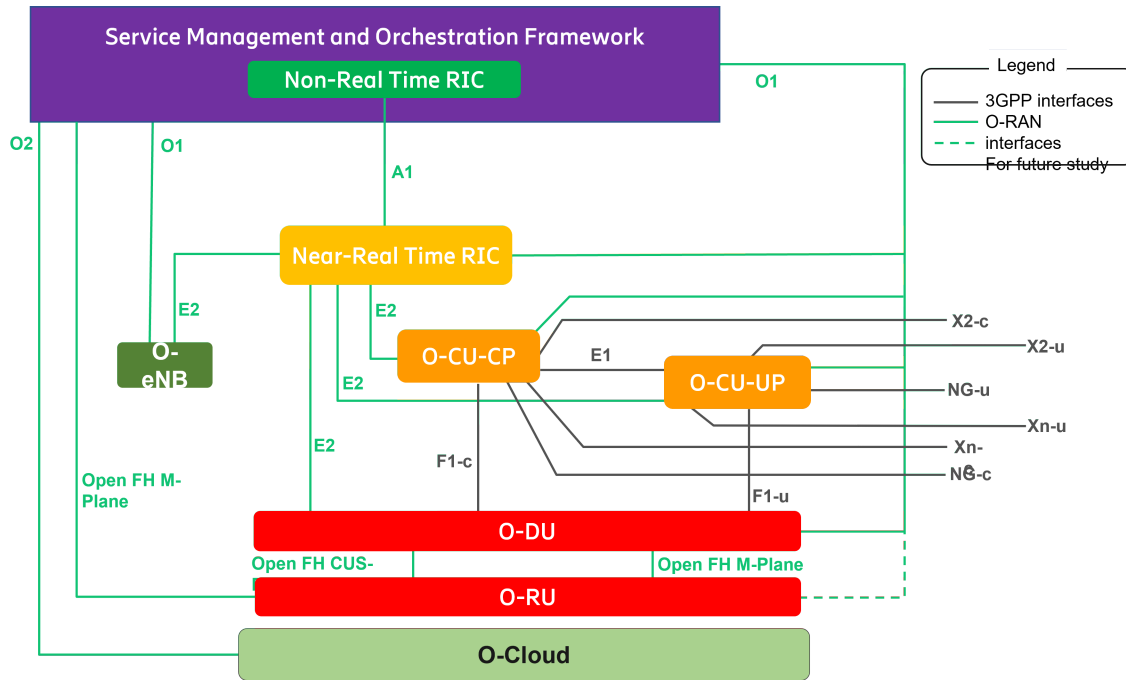 Service Management and Orchestration Framework
Non-Real Time RIC
O1
Legend
3GPP interfaces
O-RAN
interfaces
For future study
O2
O1
A1
Near-Real Time RIC
E2
E2
O-
eNB
O-CU-CP
E1
X2-c
X2-u
O-CU-UP
E2
NG-u
Xn-u
E2
F1-c
Xn-
c
NG-c
Open FH M-
Plane
F1-u
O-DU
Open FH CUS-
Open FH M-Plane
O-RU
O-Cloud